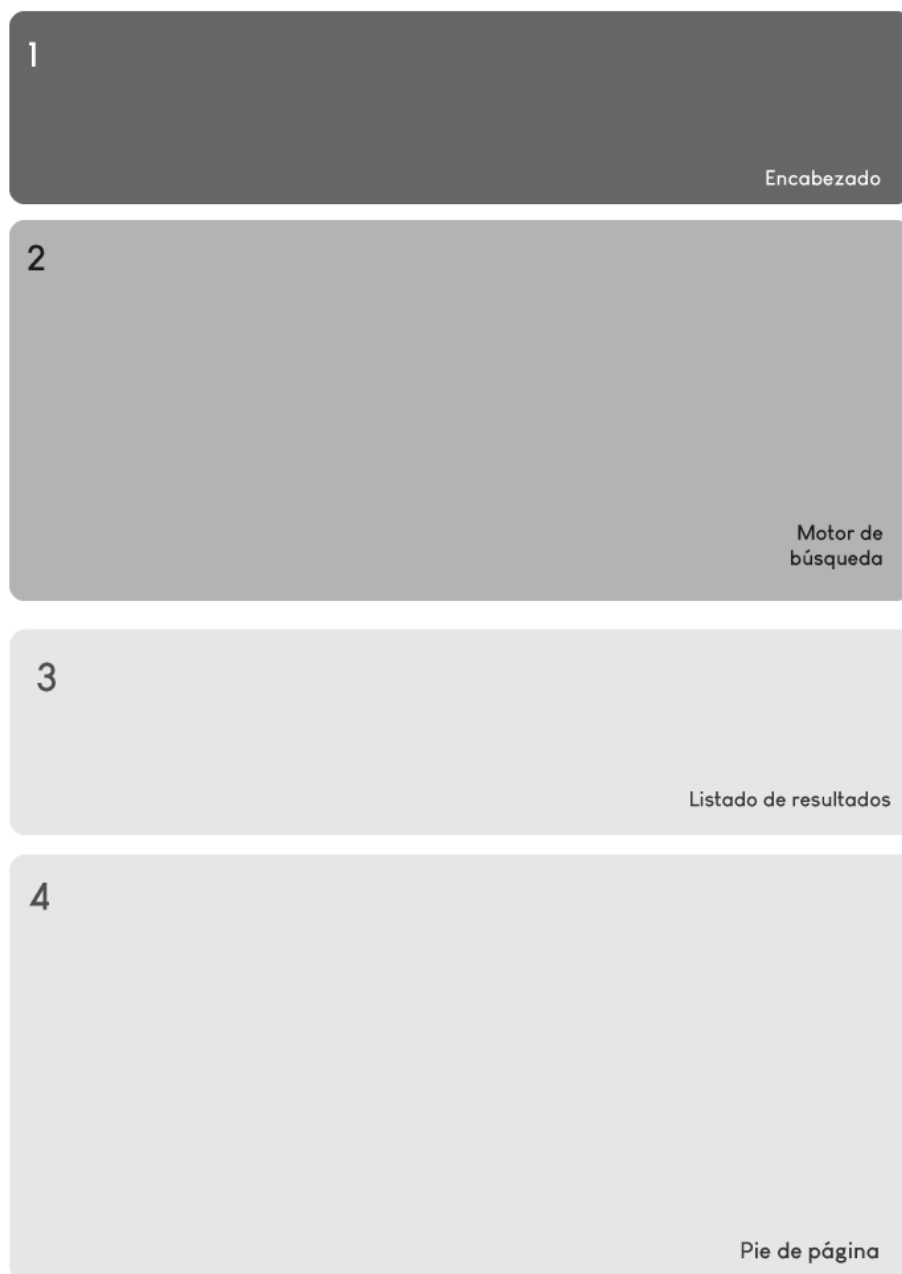 1
Encabezado
2
Motor de
búsqueda
3
Listado de resultados
4
Pie de página